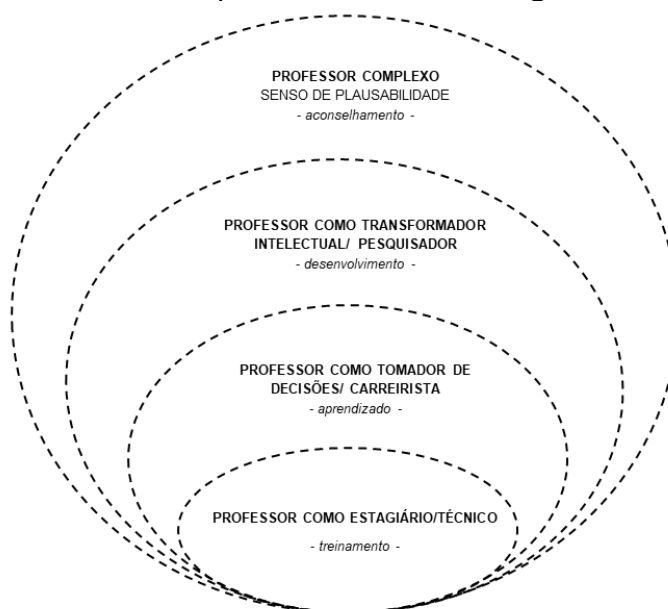 PROFESSOR COMPLEXO
SENSO DE PLAUSABILIDADE
- aconselhamento -
PROFESSOR COMO TRANSFORMADOR
INTELECTUAL/ PESQUISADOR
- desenvolvimento -
PROFESSOR COMO TOMADOR DE
DECISÕES/ CARREIRISTA
- aprendizado -
PROFESSOR COMO ESTAGIÁRIO/TÉCNICO
- treinamento -